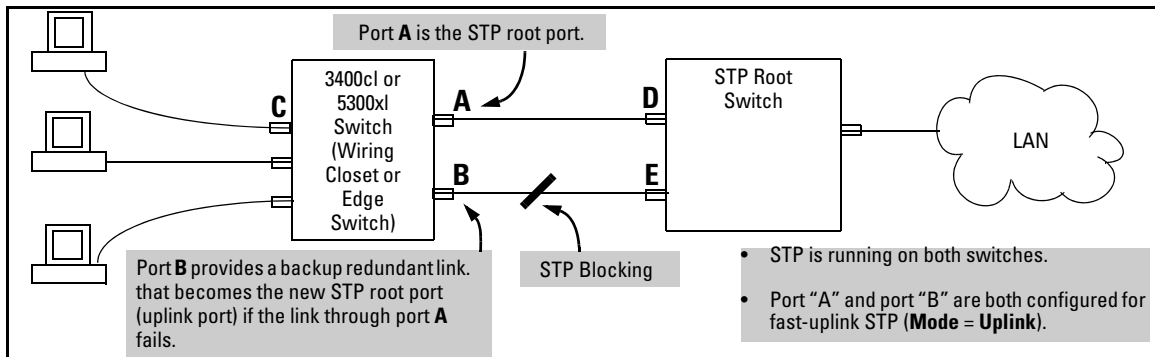 Port A is the STP root port.
3400cl or
5300xl
Switch
(Wiring
Closet or
Edge
Switch)
C
A
B
D
E
STP Root
Switch
LAN
Port B provides a backup redundant link.
that becomes the new STP root port
(uplink port) if the link through port A
fails.
STP Blocking
• STP is running on both switches.
• Port “A” and port “B” are both configured for
fast-uplink STP (Mode = Uplink).